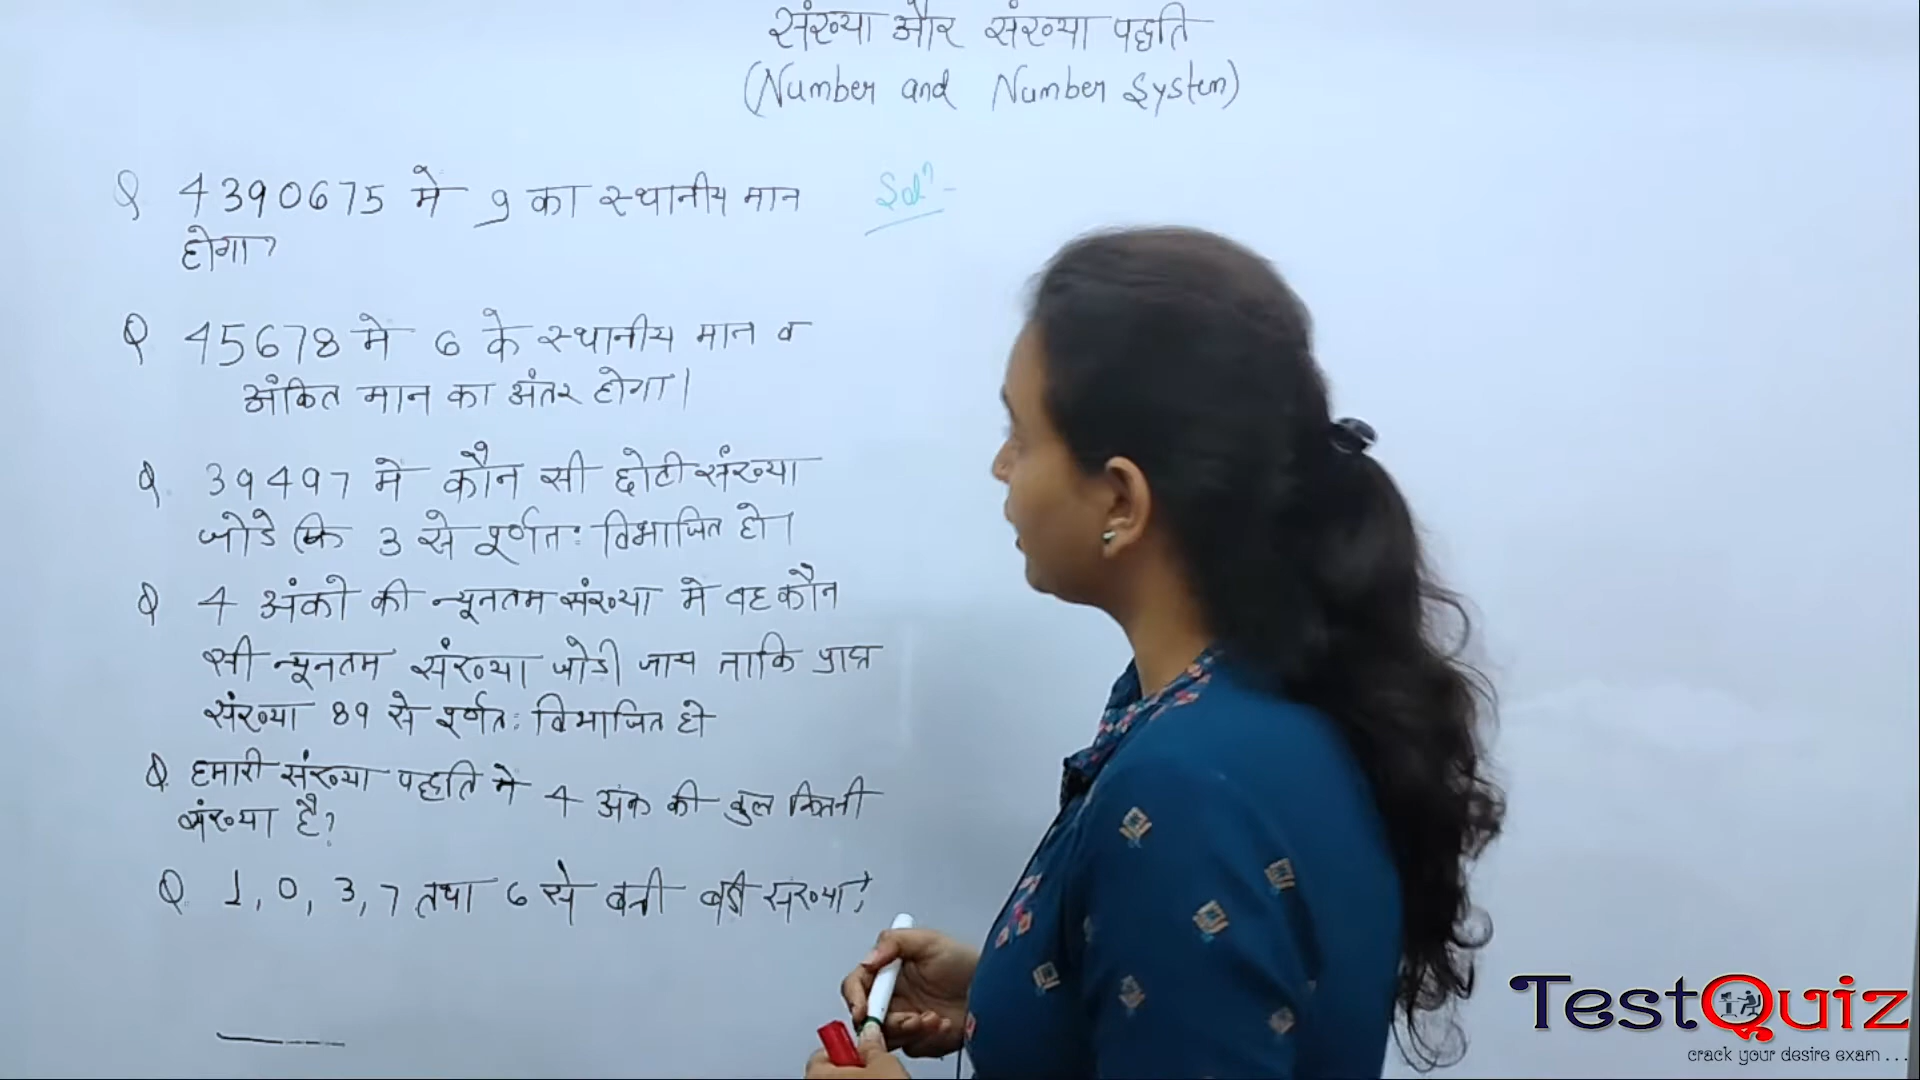 संख्या और संख्या पद्धति
(Number and Number System)
Q 4390675 मे 9 का स्थानीय मान
होगा?
Solⁿ-
Q 45678 मे 6 के स्थानीय मान व
अंकित मान का अंतर होगा।
Q. 39497 मे कौन सी छोटी संख्या
जोडे कि 3 से पूर्णत: विभाजित हो।
Q 4 अंको की न्यूनतम संख्या मे वह कौन
सी न्यूनतम संख्या जोडी जाय ताकि प्राप्त
संख्या 89 से पूर्णत: विभाजित हो
Q. हमारी संख्या पद्धति मे 4 अंक की कुल कितनी
संख्या है?
Q. 1, 0, 3, 7 तथा 6 से बनी बडी संख्या?
TestQuiz
crack your desire exam . . .